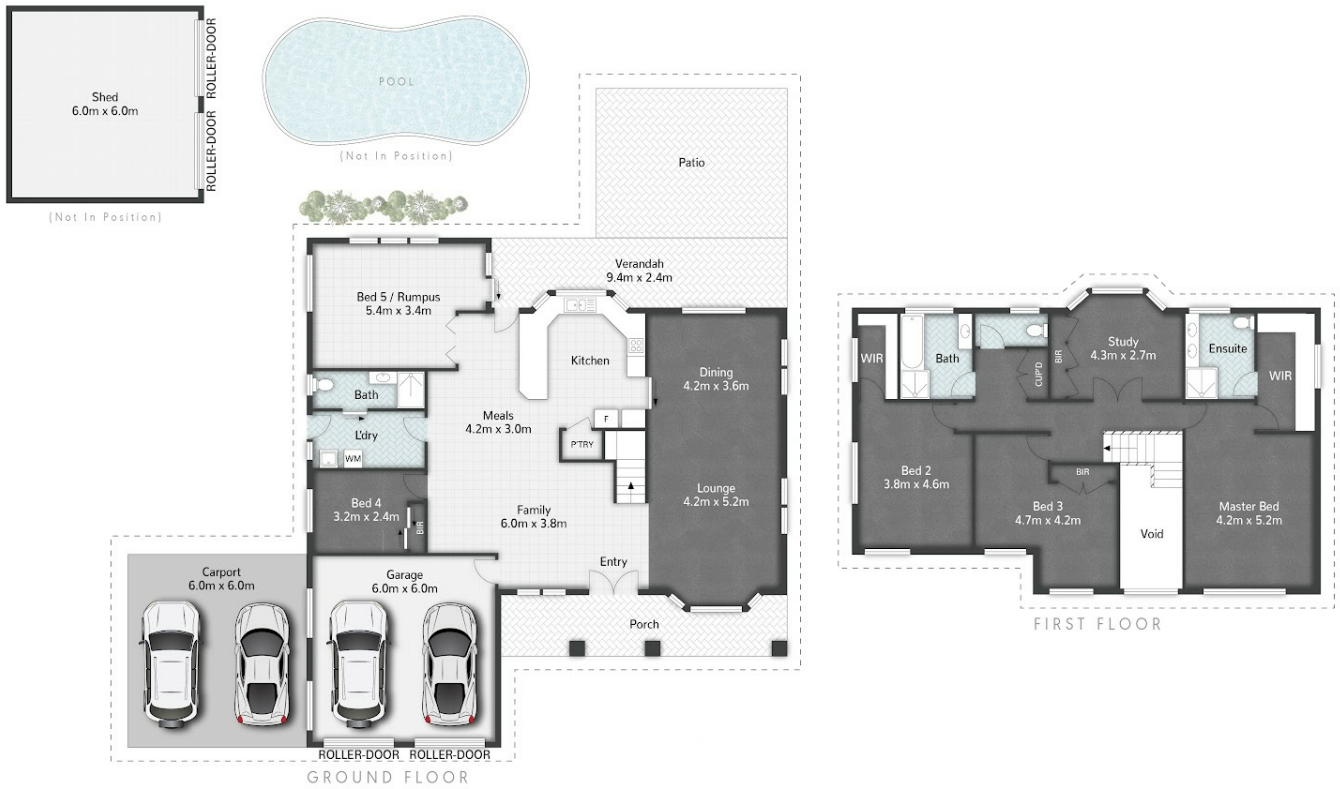 Shed
6.0m x 6.0m
ROLLER-DOOR
ROLLER-DOOR
(Not In Position)
POOL
(Not In Position)
Patio
Verandah
9.4m x 2.4m
Bed 5 / Rumpus
5.4m x 3.4m
Kitchen
Dining
4.2m x 3.6m
Bath
Meals
4.2m x 3.0m
F
P'TRY
L'dry
WM
Bed 4
3.2m x 2.4m
BIR
Family
6.0m x 3.8m
Lounge
4.2m x 5.2m
Entry
Carport
6.0m x 6.0m
Garage
6.0m x 6.0m
Porch
ROLLER-DOOR
ROLLER-DOOR
GROUND FLOOR
WIR
Bath
CUP'D
BIR
Study
4.3m x 2.7m
Ensuite
WIR
Bed 2
3.8m x 4.6m
BIR
Bed 3
4.7m x 4.2m
Void
Master Bed
4.2m x 5.2m
FIRST FLOOR